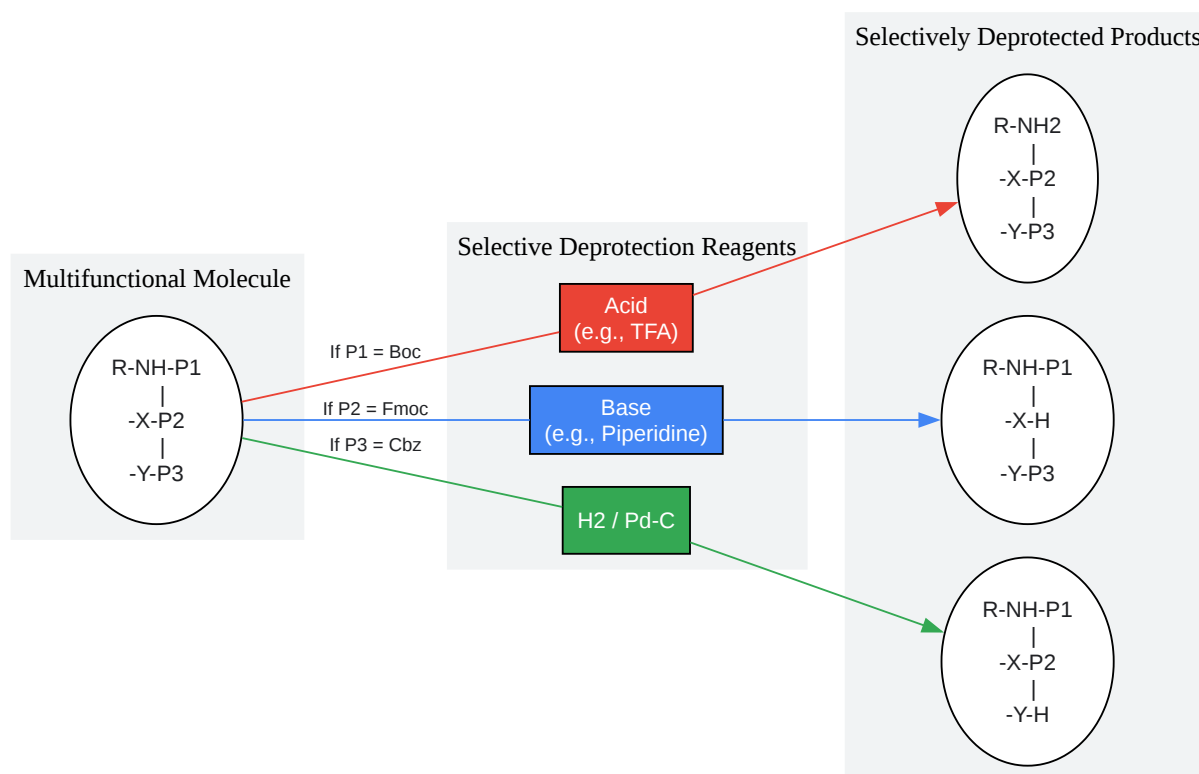 Multifunctional Molecule
R-NH-P1
|
-X-P2
|
-Y-P3
If P1 = Boc
If P2 = Fmoc
If P3 = Cbz
Selective Deprotection Reagents
Acid
(e.g., TFA)
Base
(e.g., Piperidine)
H2 / Pd-C
Selectively Deprotected Products
R-NH2
|
-X-P2
|
-Y-P3
R-NH-P1
|
-X-H
|
-Y-P3
R-NH-P1
|
-X-P2
|
-Y-H